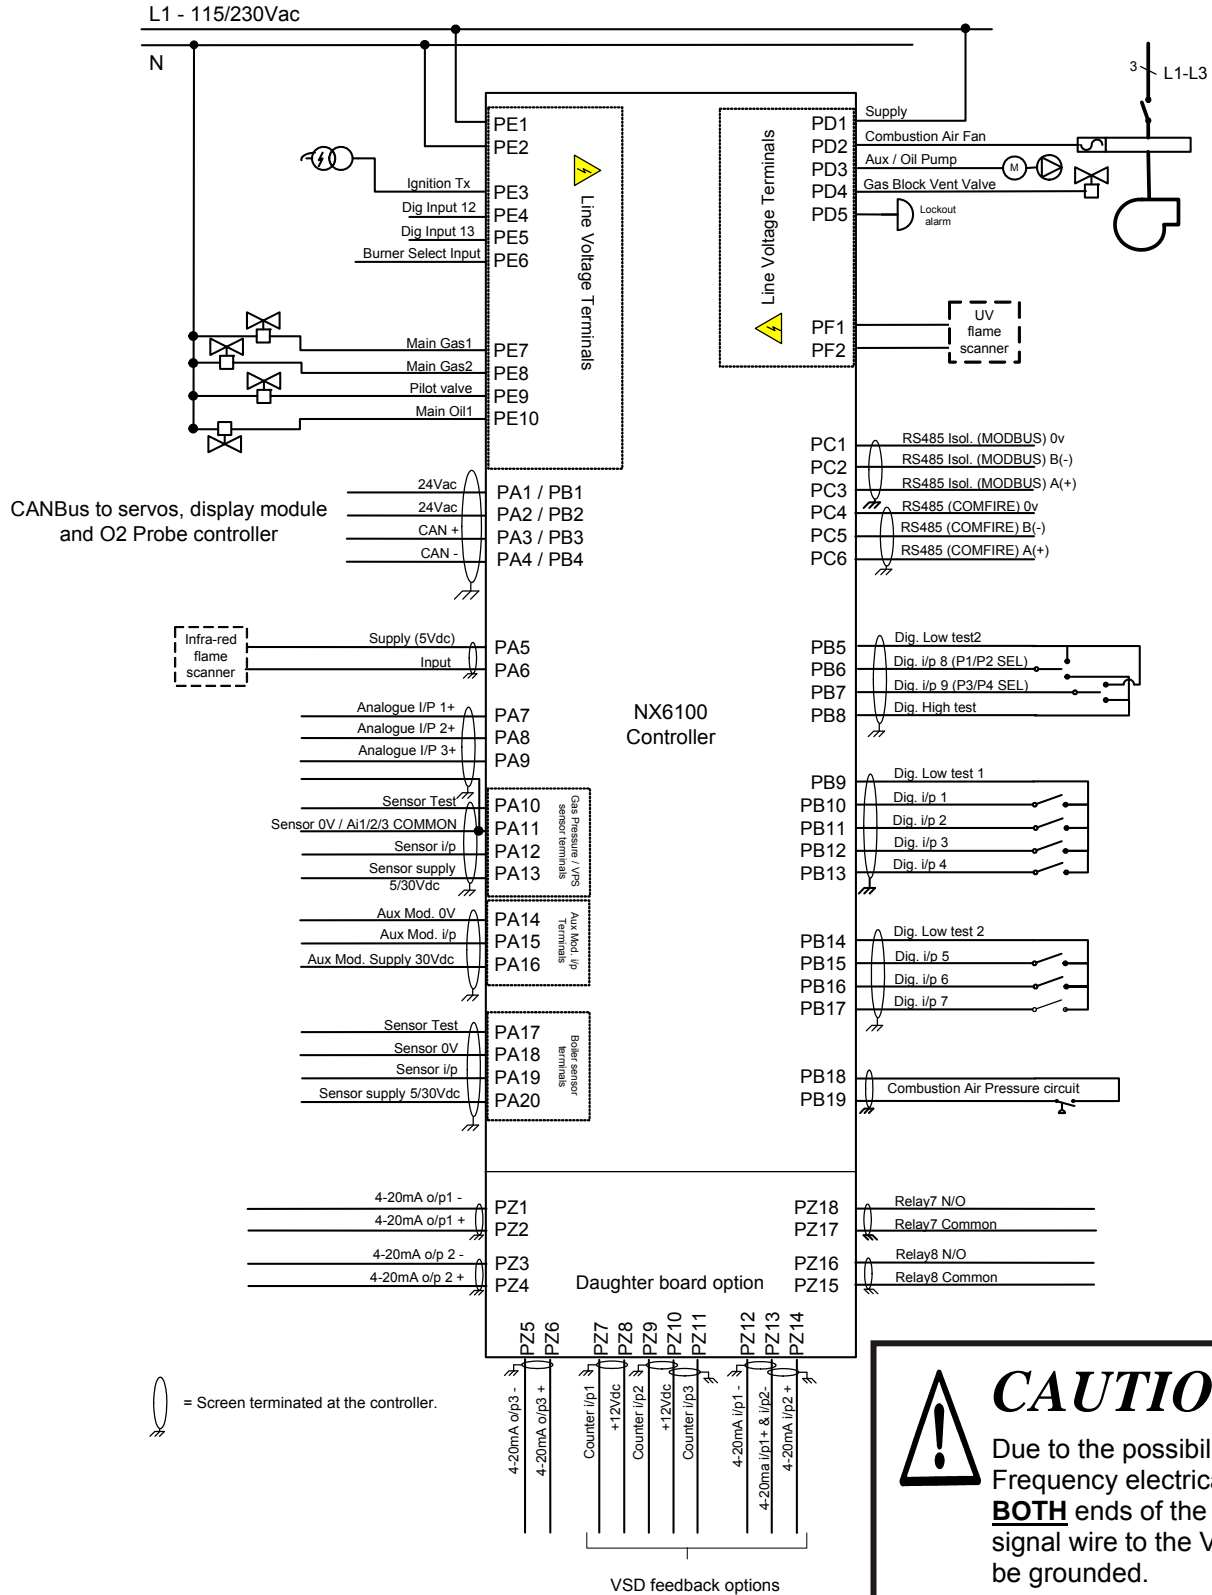 L1 - 115/230Vac
N
3
L1-L3
PE1
PE2
Ignition Tx
PE3
Dig Input 12
PE4
Dig Input 13
PE5
Burner Select Input
PE6
Line Voltage Terminals
Main Gas1
PE7
Main Gas2
PE8
Pilot valve
PE9
Main Oil1
PE10
Line Voltage Terminals
PD1
Supply
PD2
Combustion Air Fan
PD3
Aux / Oil Pump
M
PD4
Gas Block Vent Valve
PD5
Lockout
alarm
PF1
PF2
UV
flame
scanner
CANBus to servos, display module
and O2 Probe controller
24Vac
PA1 / PB1
24Vac
PA2 / PB2
CAN +
PA3 / PB3
CAN -
PA4 / PB4
PC1
RS485 Isol. (MODBUS) 0v
PC2
RS485 Isol. (MODBUS) B(-)
PC3
RS485 Isol. (MODBUS) A(+)
PC4
RS485 (COMFIRE) 0v
PC5
RS485 (COMFIRE) B(-)
PC6
RS485 (COMFIRE) A(+)
Infra-red
flame
scanner
Supply (5Vdc)
PA5
Input
PA6
Analogue I/P 1+
PA7
Analogue I/P 2+
PA8
Analogue I/P 3+
PA9
NX6100
Controller
PB5
Dig. Low test2
PB6
Dig. i/p 8 (P1/P2 SEL)
PB7
Dig. i/p 9 (P3/P4 SEL)
PB8
Dig. High test
Sensor Test
PA10
Sensor 0V / Ai1/2/3 COMMON
PA11
Sensor i/p
PA12
Sensor supply
5/30Vdc
PA13
Gas Pressure / VPS
sensor terminals
PB9
Dig. Low test 1
PB10
Dig. i/p 1
PB11
Dig. i/p 2
PB12
Dig. i/p 3
PB13
Dig. i/p 4
Aux Mod. 0V
PA14
Aux Mod. i/p
PA15
Aux Mod. Supply 30Vdc
PA16
Aux Mod. i/p
Terminals
PB14
Dig. Low test 2
PB15
Dig. i/p 5
PB16
Dig. i/p 6
PB17
Dig. i/p 7
Sensor Test
PA17
Sensor 0V
PA18
Sensor i/p
PA19
Sensor supply 5/30Vdc
PA20
Boiler sensor
terminals
PB18
PB19
Combustion Air Pressure circuit
4-20mA o/p1 -
PZ1
4-20mA o/p1 +
PZ2
4-20mA o/p 2 -
PZ3
4-20mA o/p 2 +
PZ4
PZ18
Relay7 N/O
PZ17
Relay7 Common
PZ16
Relay8 N/O
PZ15
Relay8 Common
Daughter board option
PZ5
PZ6
PZ7
PZ8
PZ9
PZ10
PZ11
PZ12
PZ13
PZ14
4-20mA o/p3 -
4-20mA o/p3 +
Counter i/p1
+12Vdc
Counter i/p2
+12Vdc
Counter i/p3
4-20mA i/p1 -
4-20ma i/p1+ & i/p2-
4-20mA i/p2 +
VSD feedback options
= Screen terminated at the controller.
CAUTIO
Due to the possibil
Frequency electrica
BOTH ends of the
signal wire to the V
be grounded.